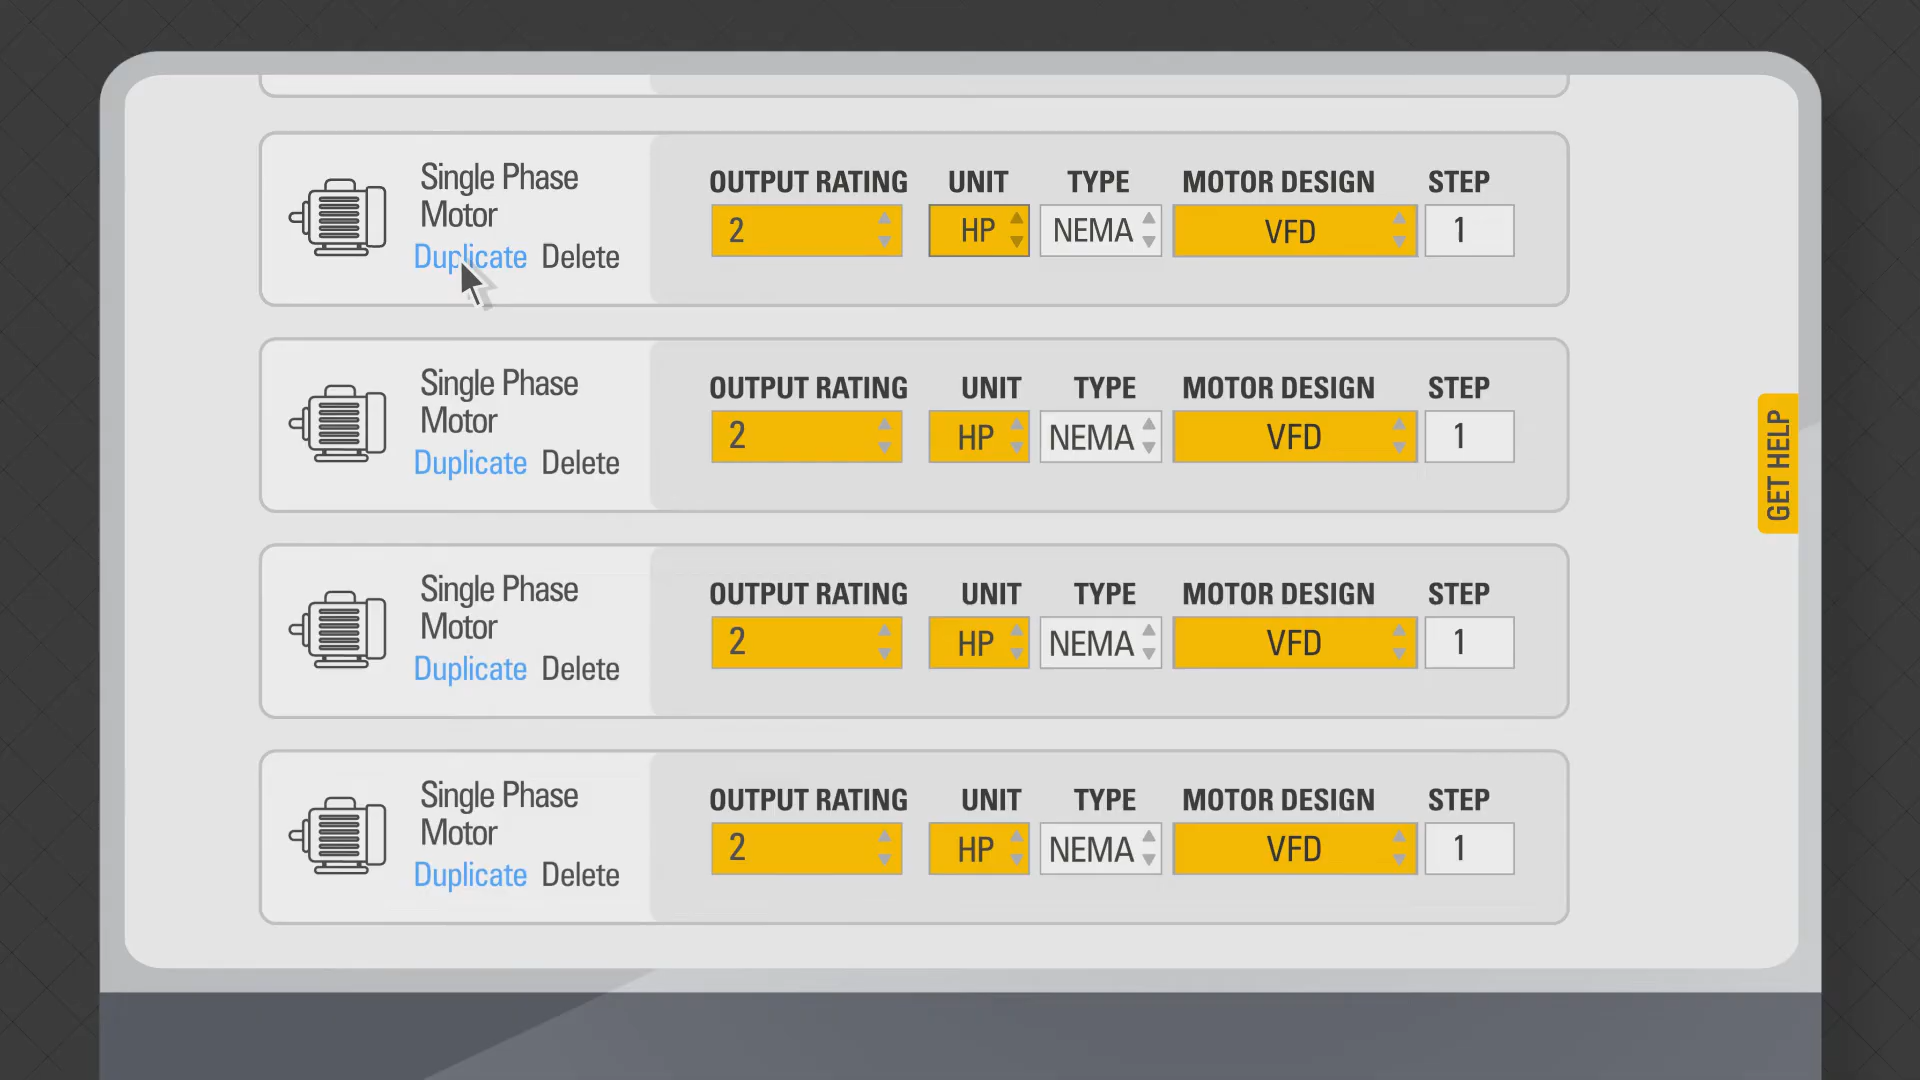 Single Phase
Motor
Duplicate Delete
OUTPUT RATING UNIT TYPE MOTOR DESIGN STEP
2 HP NEMA VFD 1
Single Phase
Motor
Duplicate Delete
OUTPUT RATING UNIT TYPE MOTOR DESIGN STEP
2 HP NEMA VFD 1
Single Phase
Motor
Duplicate Delete
OUTPUT RATING UNIT TYPE MOTOR DESIGN STEP
2 HP NEMA VFD 1
Single Phase
Motor
Duplicate Delete
OUTPUT RATING UNIT TYPE MOTOR DESIGN STEP
2 HP NEMA VFD 1
GET HELP